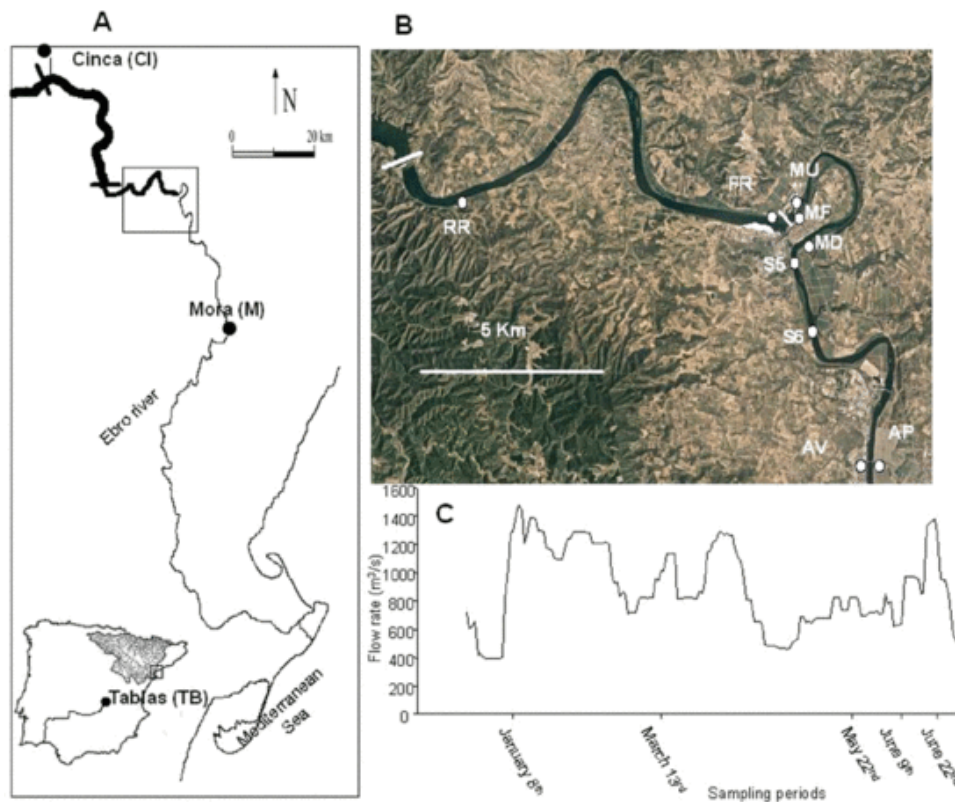 A
Cinca (CI)
N
0 20 km
Mora (M)
Ebro river
Mediterranean
Sea
Tablas (TB)
B
RR
FR
MU
MF
MD
S5
S6
5 Km
AV
AP
C
Flow rate (m³/s)
1600
1400
1200
1000
800
600
400
200
0
January 8th
March 13rd
May 22nd
June 9th
June 22nd
Sampling periods